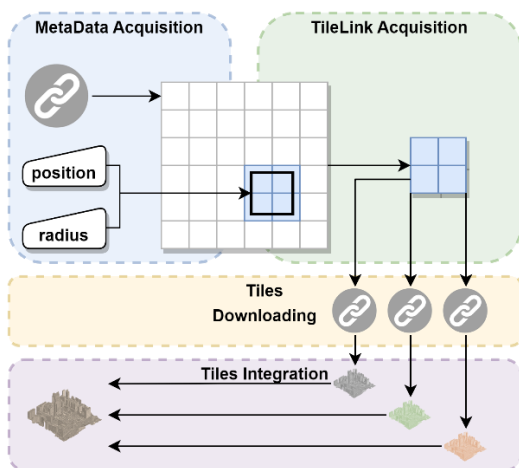 MetaData Acquisition
TileLink Acquisition
position
radius
Tiles
Downloading
Tiles Integration